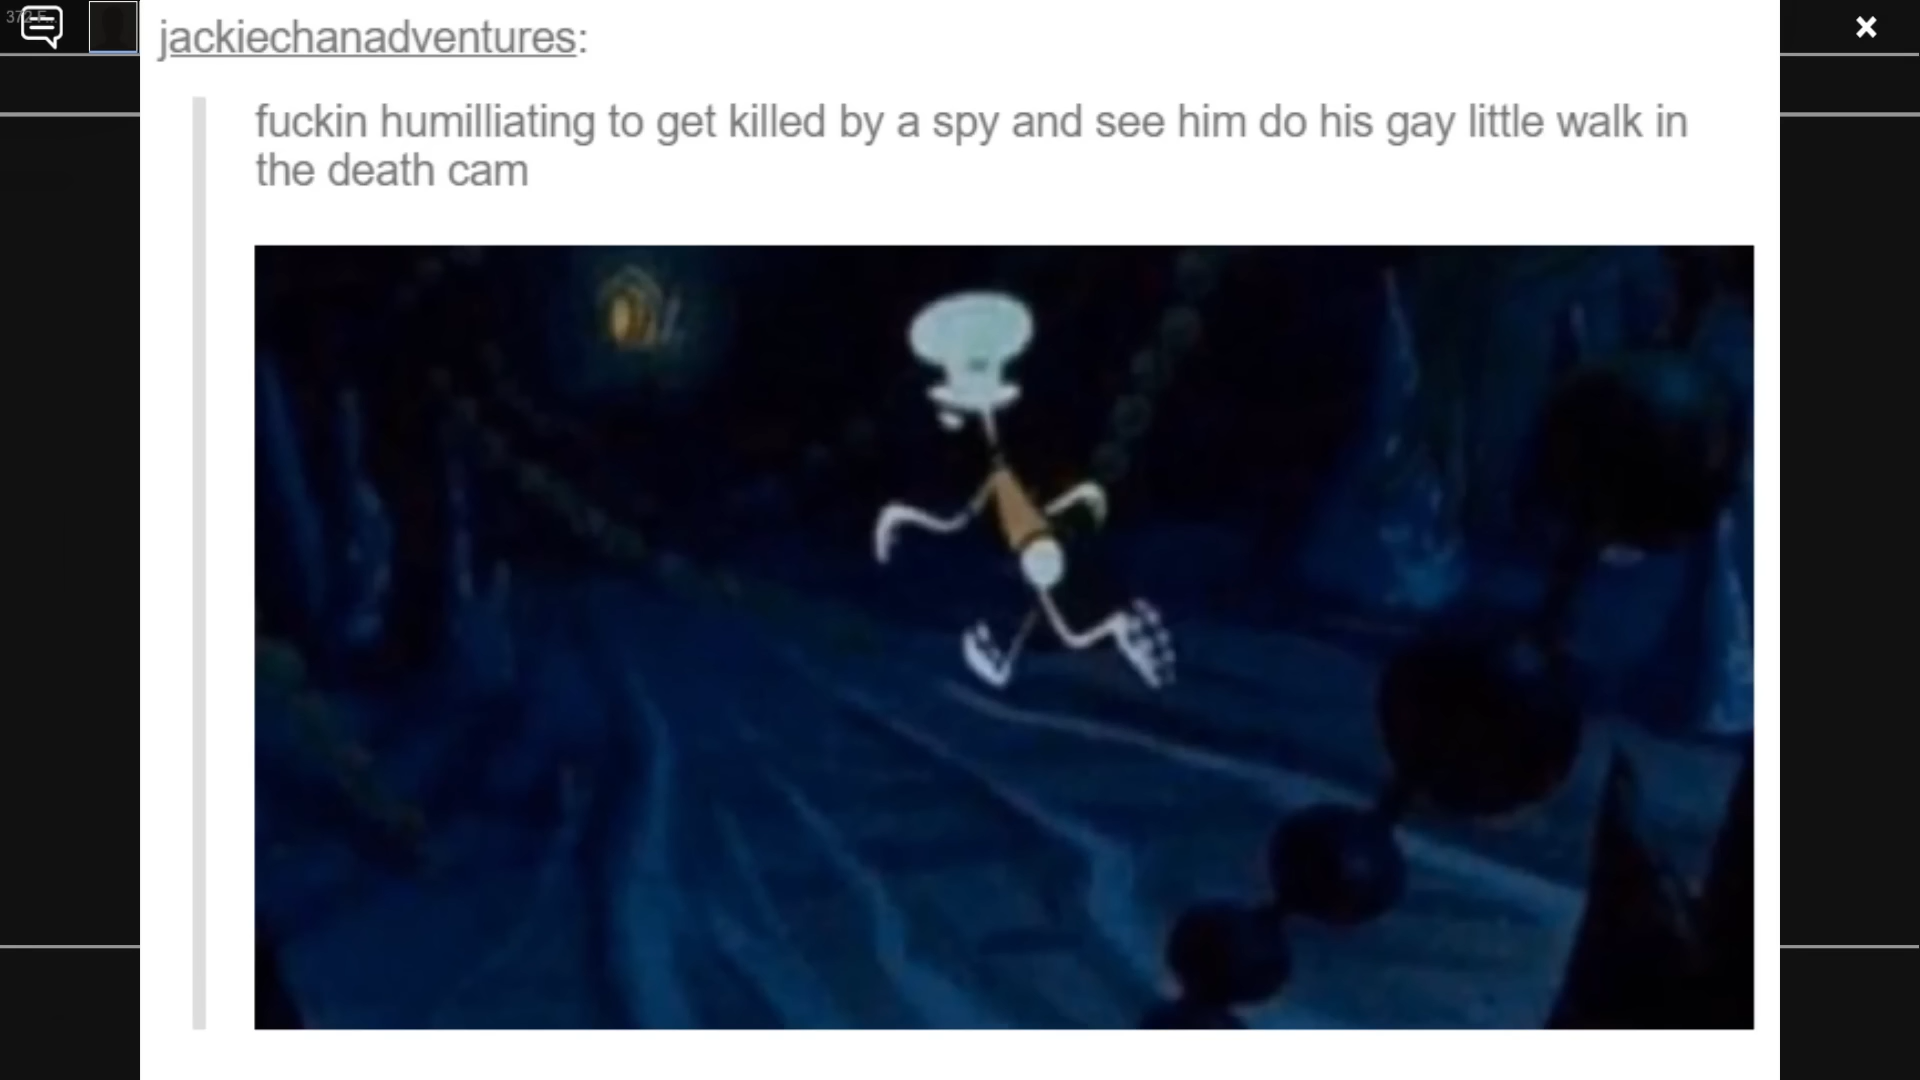 372 F...
jackiechanadventures:
fuckin humilliating to get killed by a spy and see him do his gay little walk in
the death cam